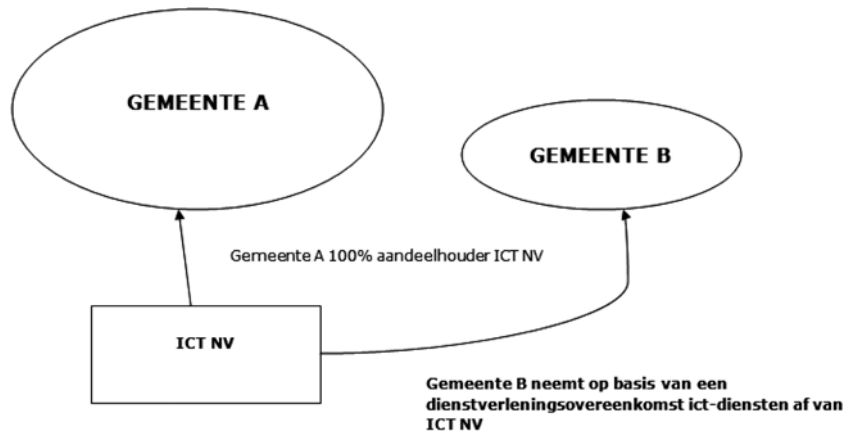 GEMEENTE A
GEMEENTE B
Gemeente A 100% aandeelhouder ICT NV
ICT NV
Gemeente B neemt op basis van een
dienstverleningsovereenkomst ict-diensten af van
ICT NV